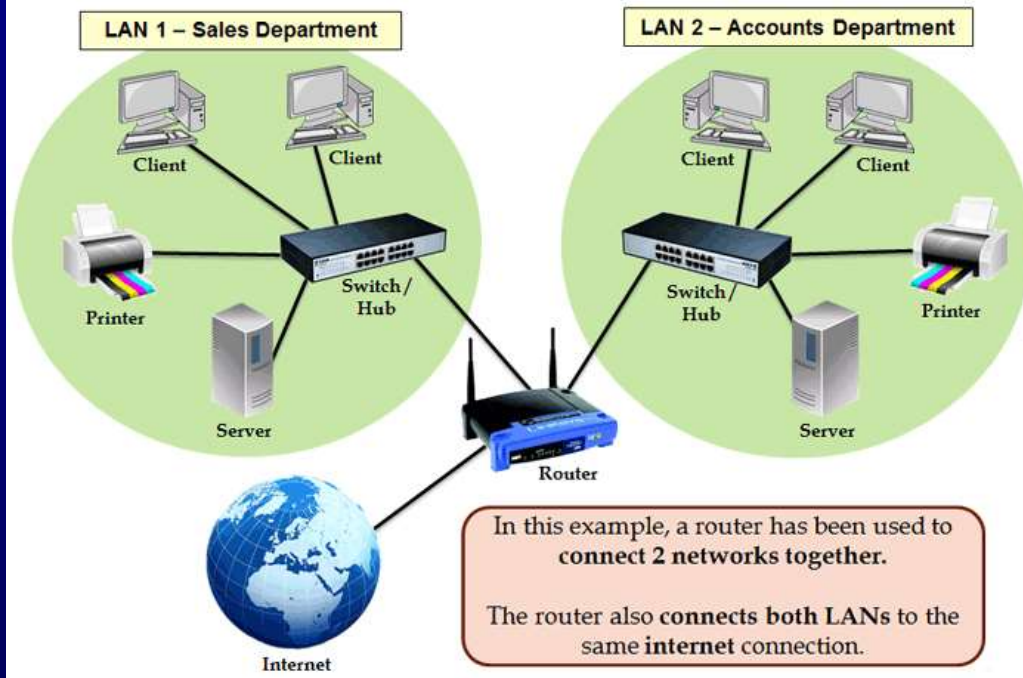 LAN 1 – Sales Department
LAN 2 – Accounts Department
Client
Client
Client
Client
Printer
Switch/
Hub
Switch/
Hub
Printer
Server
Server
Router
Internet
In this example, a router has been used to
connect 2 networks together.
The router also connects both LANs to the
same internet connection.